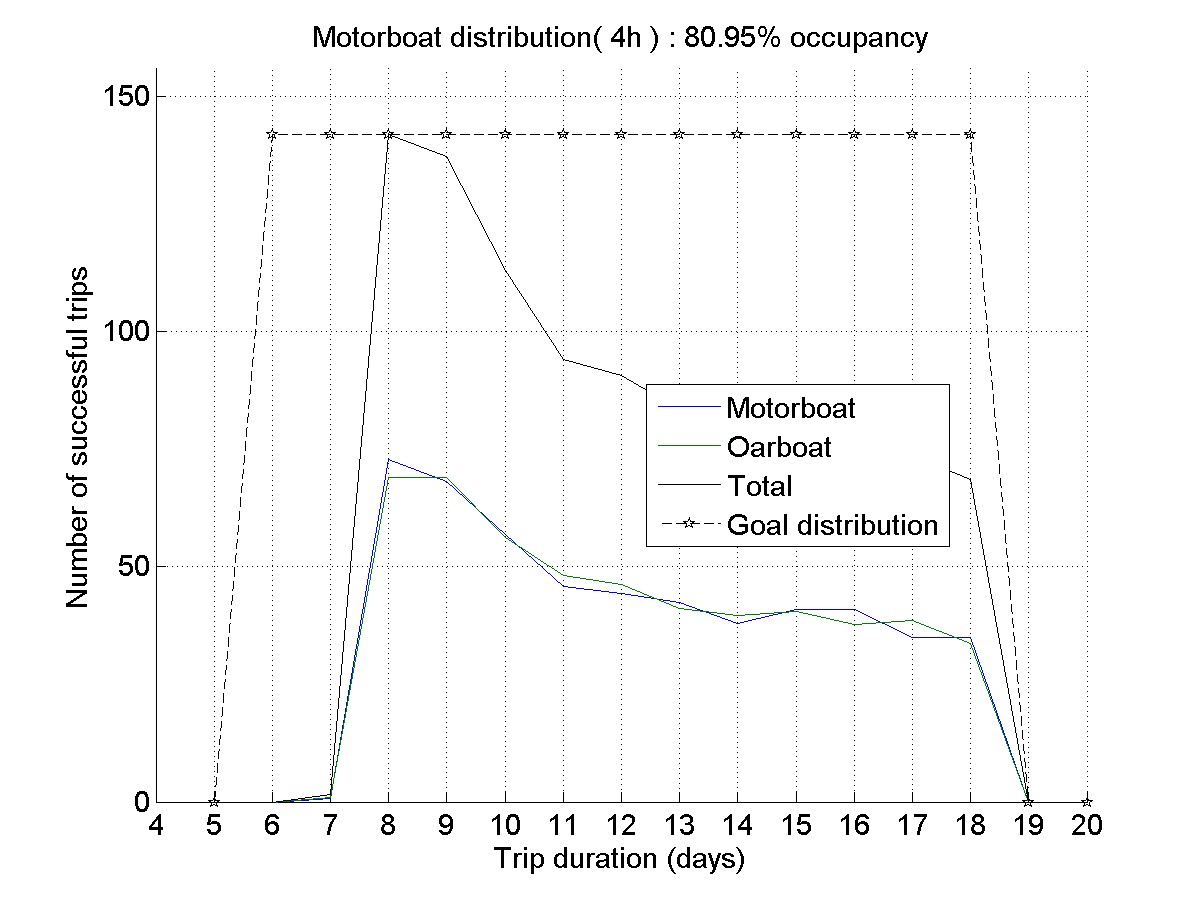 Motorboat distribution( 4h ) : 80.95% occupancy
150
100
50
0
Number of successful trips
Motorboat
Oarboat
Total
Goal distribution
4 5 6 7 8 9 10 11 12 13 14 15 16 17 18 19 20
Trip duration (days)